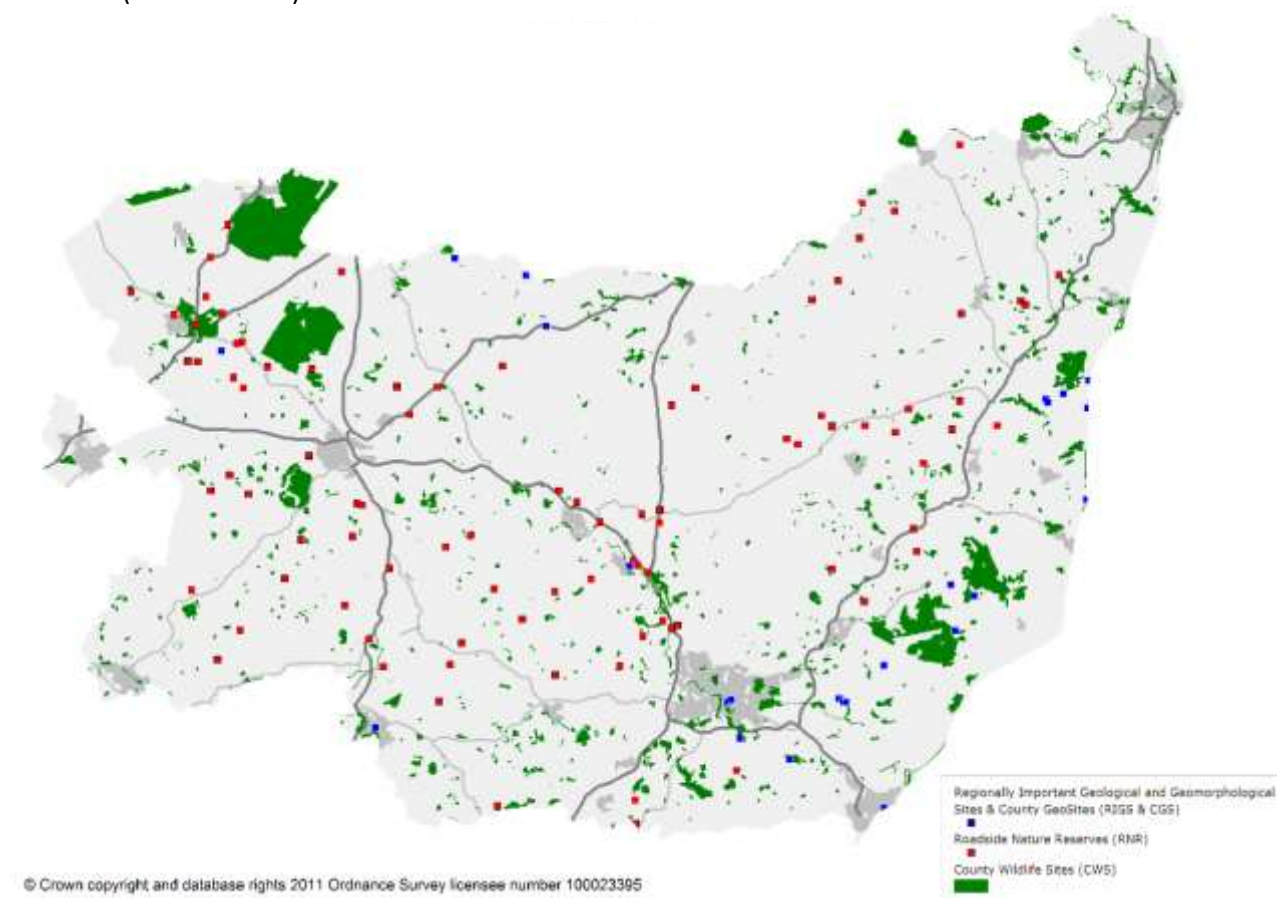 Regionally Important Geological and Geomorphological
Sites & County GeoSites (RIGS & CGS)
Roadside Nature Reserves (RNR)
County Wildlife Sites (CWS)
© Crown copyright and database rights 2011 Ordnance Survey licensee number 100023395